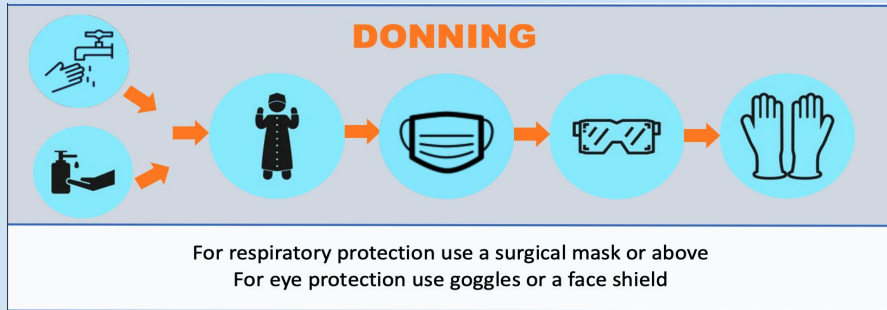 DONNING
For respiratory protection use a surgical mask or above
For eye protection use goggles or a face shield